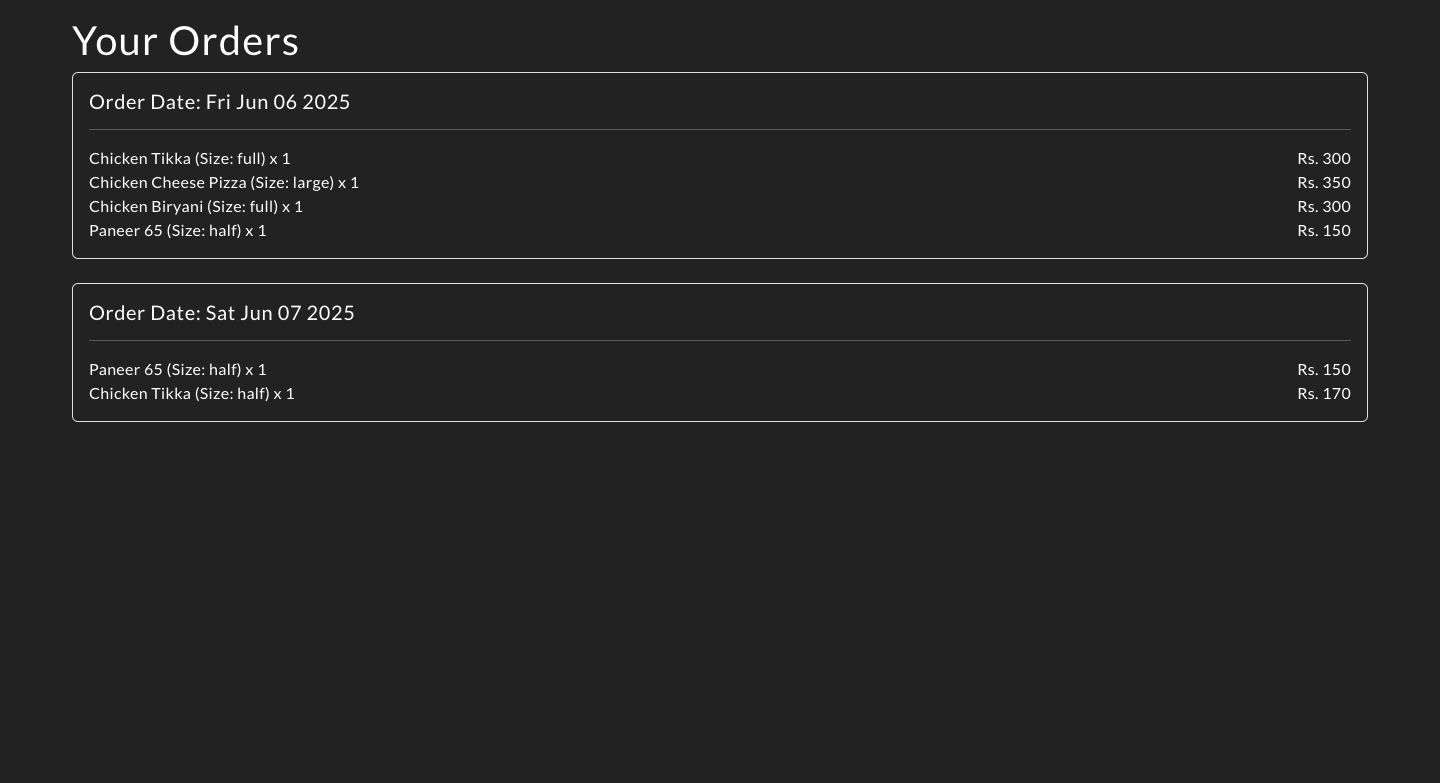 Your Orders
Order Date: Fri Jun 06 2025
Chicken Tikka (Size: full) x 1 Rs. 300
Chicken Cheese Pizza (Size: large) x 1 Rs. 350
Chicken Biryani (Size: full) x 1 Rs. 300
Paneer 65 (Size: half) x 1 Rs. 150
Order Date: Sat Jun 07 2025
Paneer 65 (Size: half) x 1 Rs. 150
Chicken Tikka (Size: half) x 1 Rs. 170